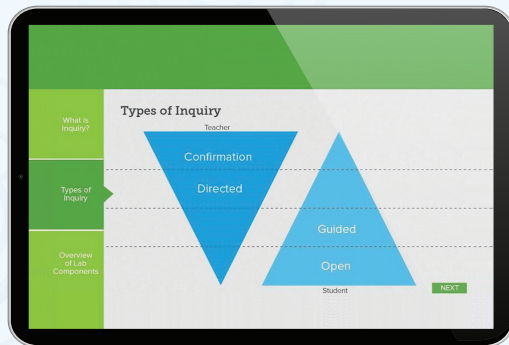 What is
Inquiry?
Types of
Inquiry
Overview
of Lab
Components
Types of Inquiry
Teacher
Confirmation
Directed
Guided
Open
Student
NEXT